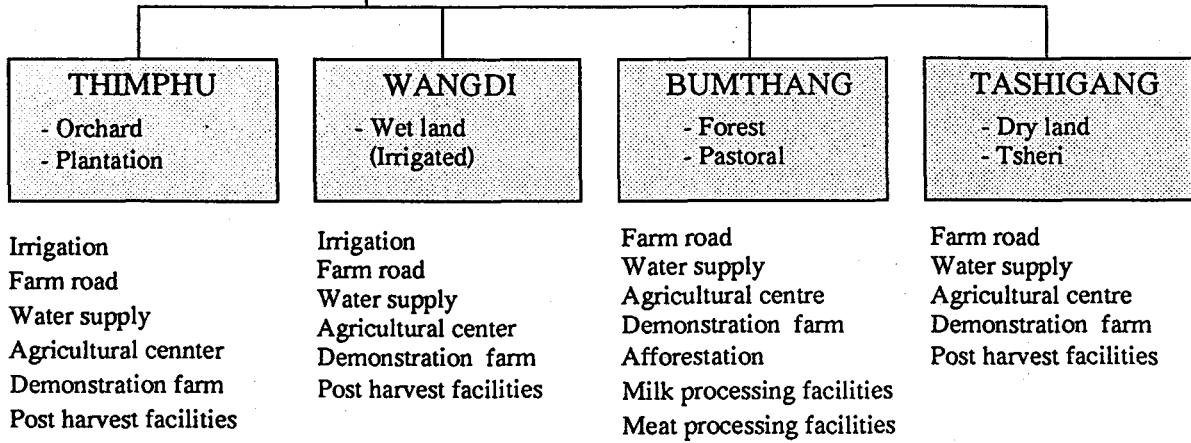 THIMPHU
- Orchard
- Plantation
Irrigation
Farm road
Water supply
Agricultural cennter
Demonstration farm
Post harvest facilities
WANGDI
- Wet land
(Irrigated)
Irrigation
Farm road
Water supply
Agricultural center
Demonstration farm
Post harvest facilities
BUMTHANG
- Forest
- Pastoral
Farm road
Water supply
Agricultural centre
Demonstration farm
Afforestation
Milk processing facilities
Meat processing facilities
TASHIGANG
- Dry land
- Tsheri
Farm road
Water supply
Agricultural centre
Demonstration farm
Post harvest facilities